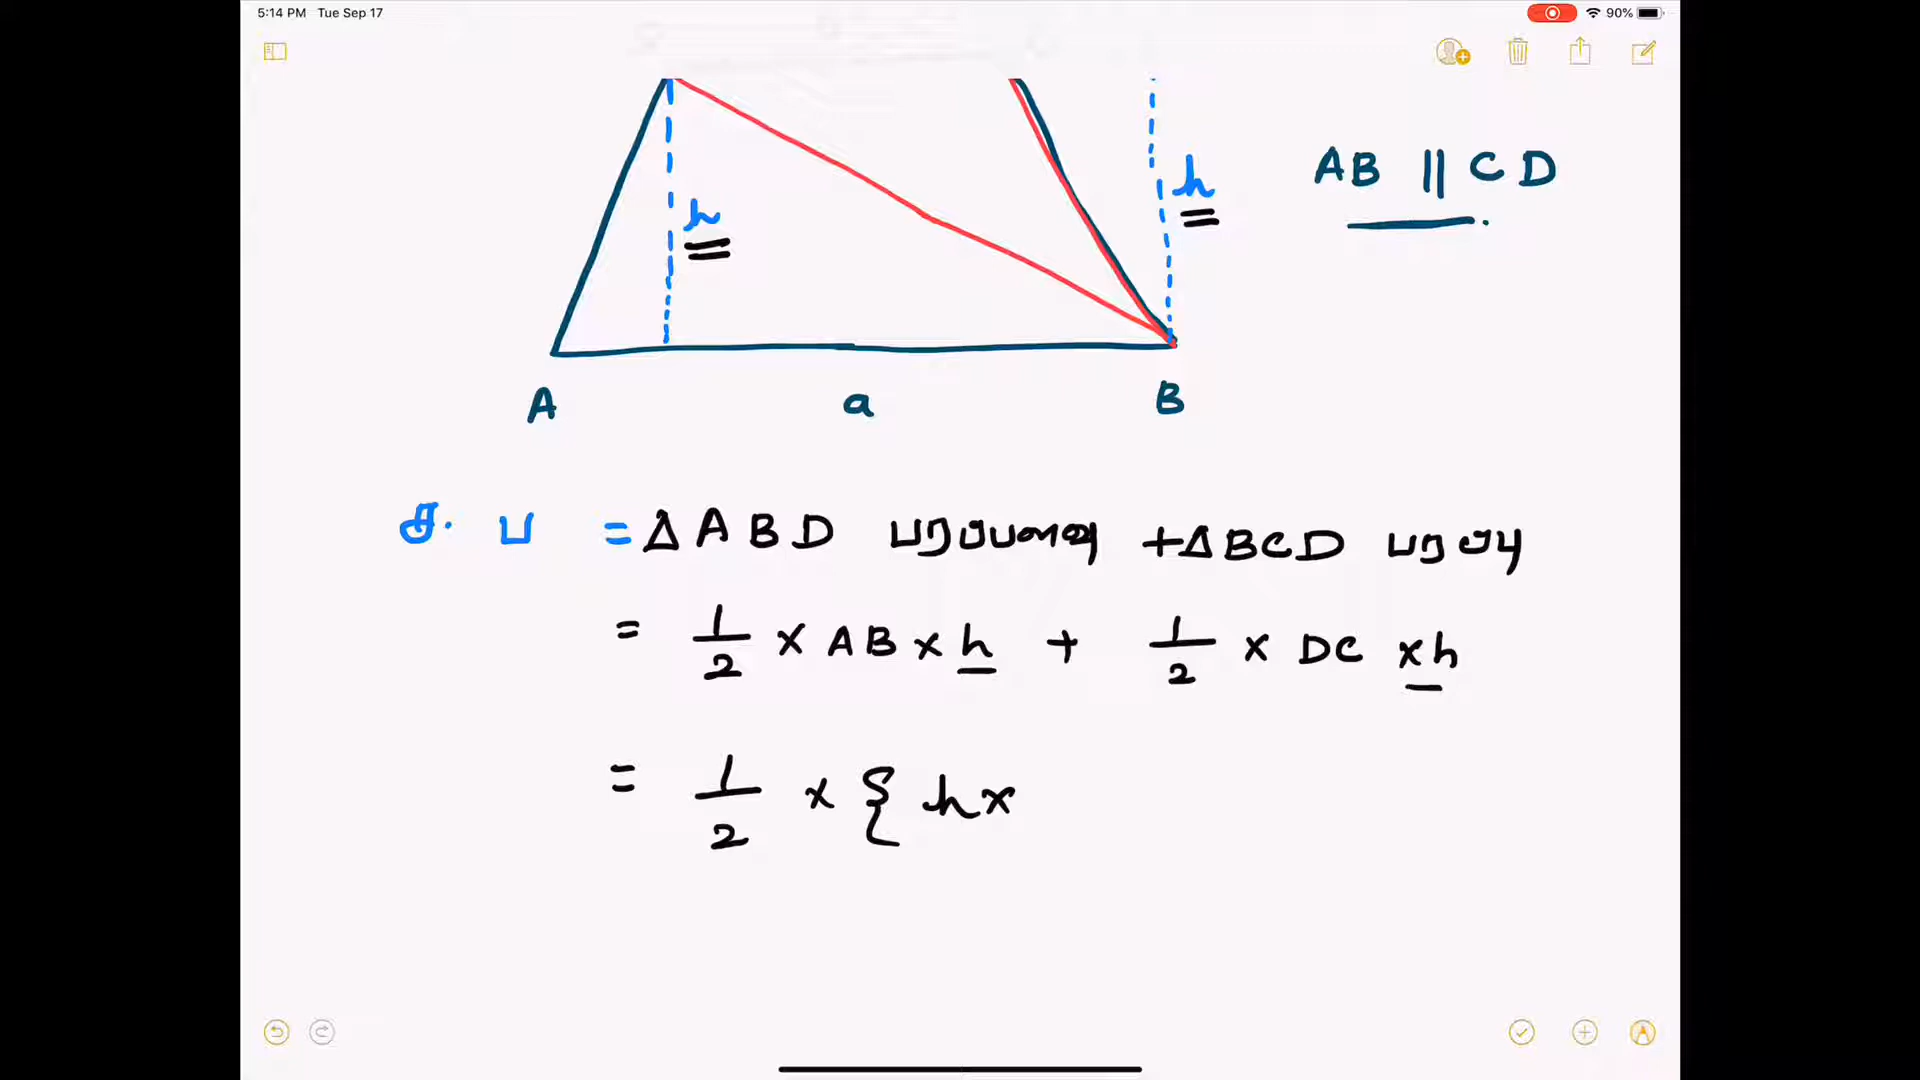 5:14 PM Tue Sep 17
90%
h
h
AB || CD
A a B
ச. ப = Δ ABD பரப்பளவு + Δ BCD
= 1/2 × AB × h + 1/2 × DC × h
= 1/2 × { h ×